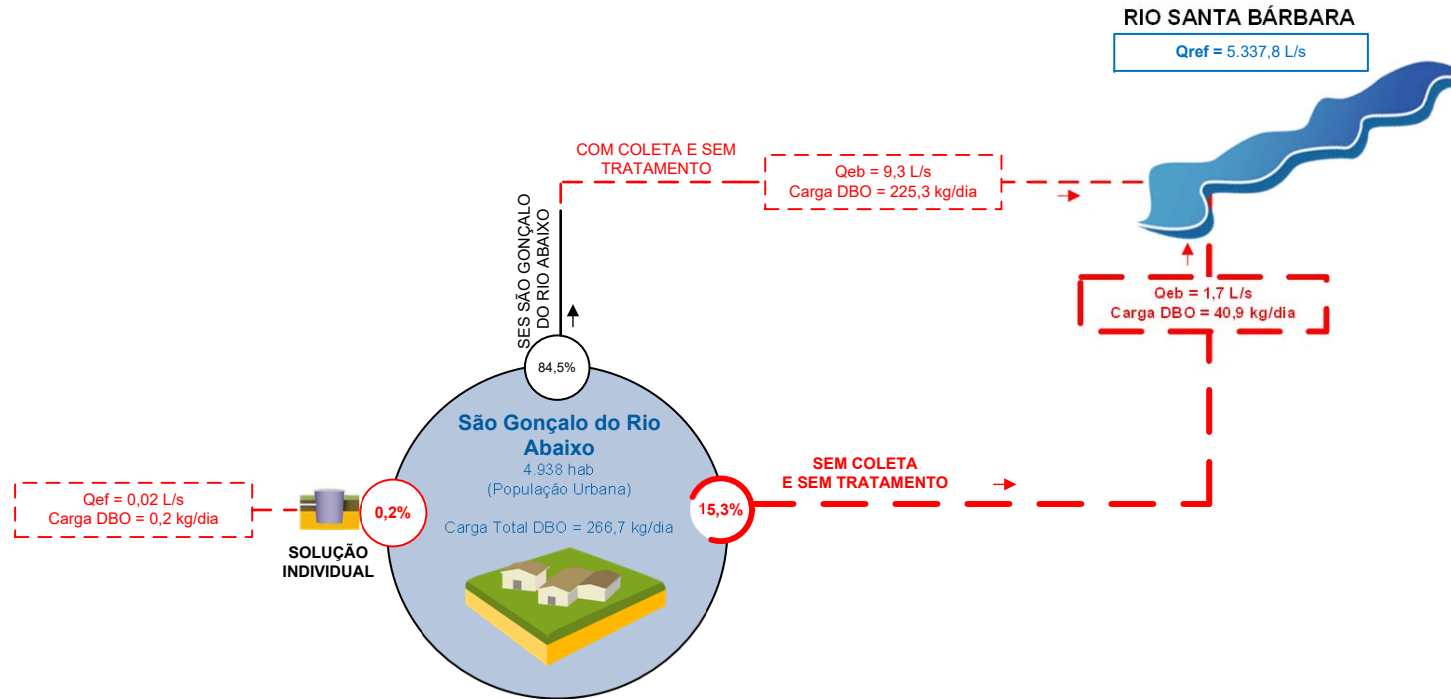 RIO SANTA BÁRBARA
Qref = 5.337,8 L/s
COM COLETA E SEM
TRATAMENTO
Qeb = 9,3 L/s
Carga DBO = 225,3 kg/dia
SES SÃO GONÇALO
DO RIO ABAIXO
Qeb = 1,7 L/s
Carga DBO = 40,9 kg/dia
84,5%
São Gonçalo do Rio
Abaixo
4.938 hab
(População Urbana)
Carga Total DBO = 266,7 kg/dia
SEM COLETA
E SEM TRATAMENTO
15,3%
Qef = 0,02 L/s
Carga DBO = 0,2 kg/dia
0,2%
SOLUÇÃO
INDIVIDUAL